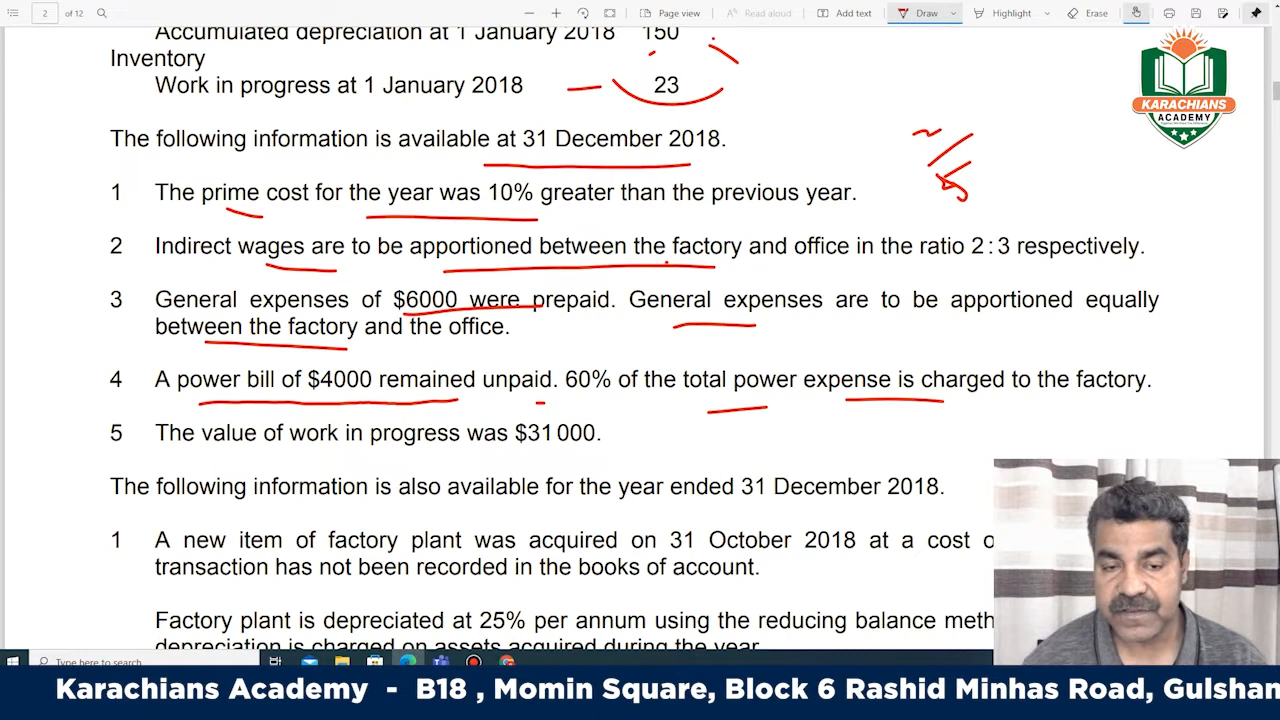 2 of 12
Page view
Read aloud
Add text
Draw
Highlight
Erase
Accumulated depreciation at 1 January 2018 150
Inventory
Work in progress at 1 January 2018 23
The following information is available at 31 December 2018.
1 The prime cost for the year was 10% greater than the previous year.
2 Indirect wages are to be apportioned between the factory and office in the ratio 2 : 3 respectively.
3 General expenses of $6000 were prepaid. General expenses are to be apportioned equally
between the factory and the office.
4 A power bill of $4000 remained unpaid. 60% of the total power expense is charged to the factory.
5 The value of work in progress was $31 000.
The following information is also available for the year ended 31 December 2018.
1 A new item of factory plant was acquired on 31 October 2018 at a cost o
transaction has not been recorded in the books of account.
Factory plant is depreciated at 25% per annum using the reducing balance meth
depreciation is charged on assets acquired during the year
KARACHIANS
ACADEMY
Type here to search
Karachians Academy - B18 , Momin Square, Block 6 Rashid Minhas Road, Gulshan